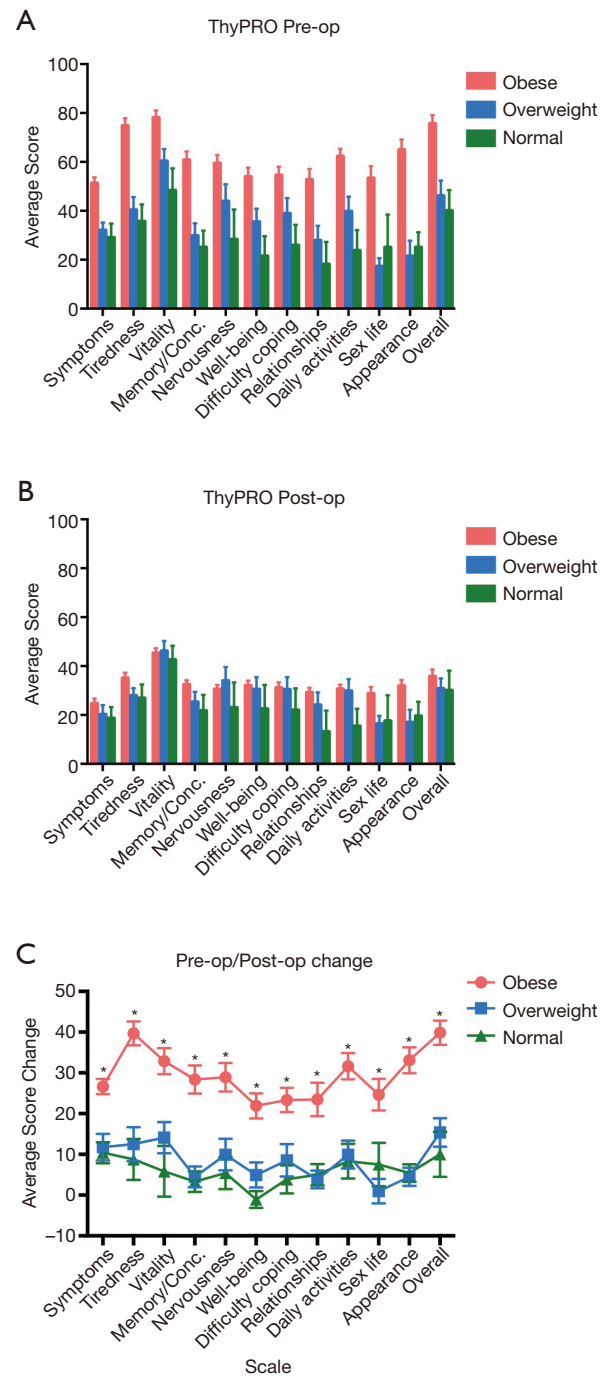 A
ThyPRO Pre-op
Average Score
100
80
60
40
20
0
Obese
Overweight
Normal
Symptoms
Tiredness
Vitality
Memory/Conc.
Nervousness
Well-being
Difficulty coping
Relationships
Daily activities
Sex life
Appearance
Overall
B
ThyPRO Post-op
Average Score
100
80
60
40
20
0
Obese
Overweight
Normal
Symptoms
Tiredness
Vitality
Memory/Conc.
Nervousness
Well-being
Difficulty coping
Relationships
Daily activities
Sex life
Appearance
Overall
C
Pre-op/Post-op change
Average Score Change
50
40
30
20
10
0
–10
* * * * * * * * * * * *
Obese
Overweight
Normal
Symptoms
Tiredness
Vitality
Memory/Conc.
Nervousness
Well-being
Difficulty coping
Relationships
Daily activities
Sex life
Appearance
Overall
Scale